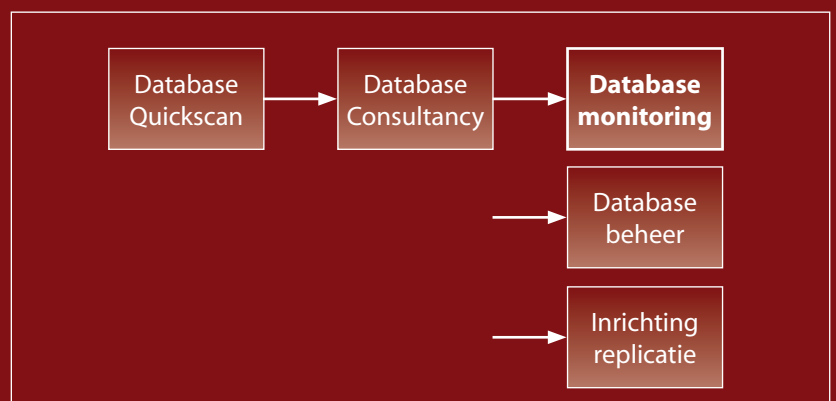 Database
Quickscan
Database
Consultancy
Database
monitoring
Database
beheer
Inrichting
replicatie